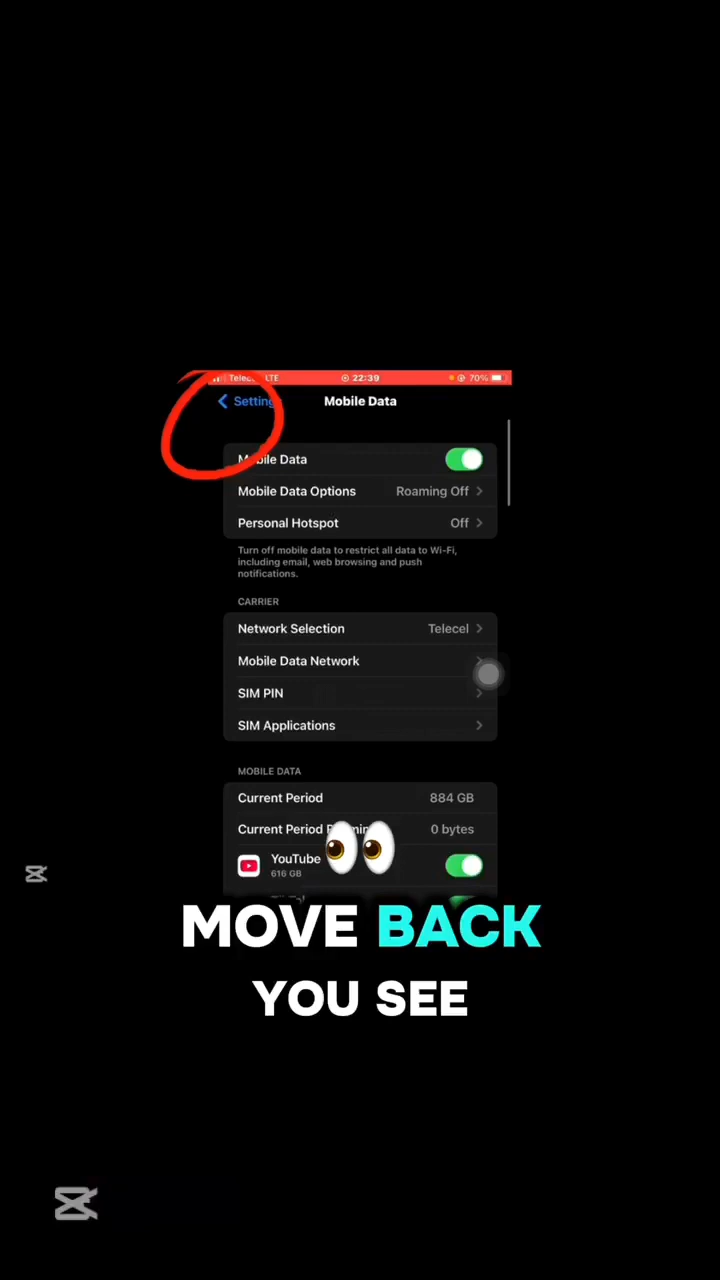 LTE 22:39 70%
Mobile Data
Mobile Data
Mobile Data Options Roaming Off
Personal Hotspot Off
Turn off mobile data to restrict all data to Wi-Fi,
including email, web browsing and push
notifications.
CARRIER
Network Selection Telecel
Mobile Data Network
SIM PIN
SIM Applications
MOBILE DATA
Current Period 884 GB
Current Period 0 bytes
YouTube
616 GB
MOVE BACK
YOU SEE